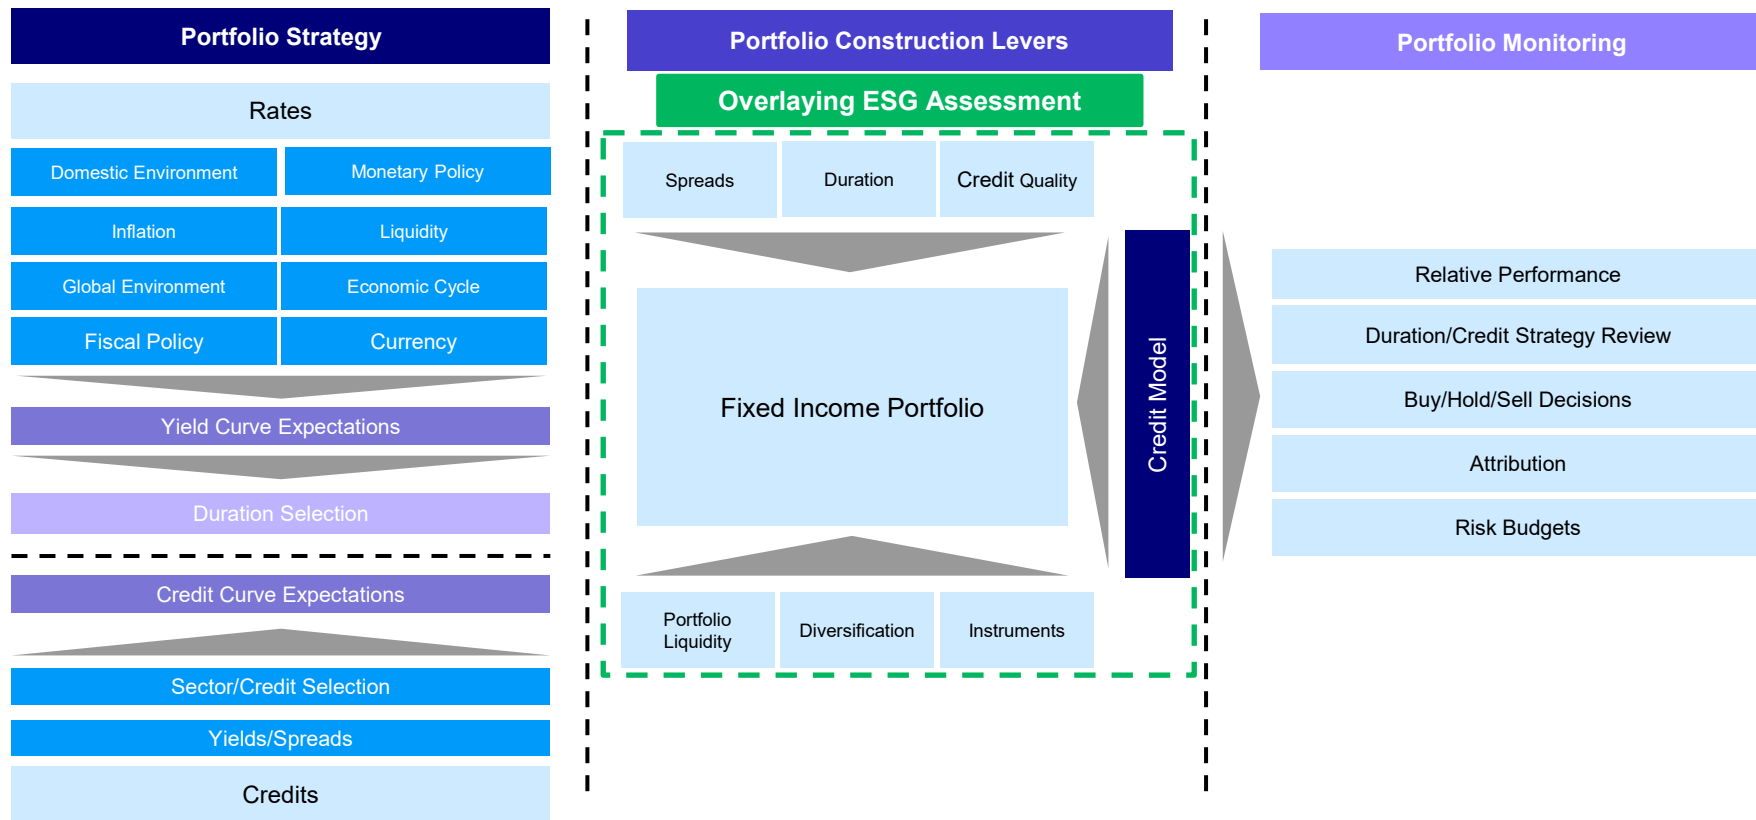 Portfolio Strategy
Rates
Domestic Environment
Monetary Policy
Inflation
Liquidity
Global Environment
Economic Cycle
Fiscal Policy
Currency
Yield Curve Expectations
Duration Selection
Credit Curve Expectations
Sector/Credit Selection
Yields/Spreads
Credits
Portfolio Construction Levers
Overlaying ESG Assessment
Spreads
Duration
Credit Quality
Fixed Income Portfolio
Credit Model
Portfolio
Liquidity
Diversification
Instruments
Portfolio Monitoring
Relative Performance
Duration/Credit Strategy Review
Buy/Hold/Sell Decisions
Attribution
Risk Budgets